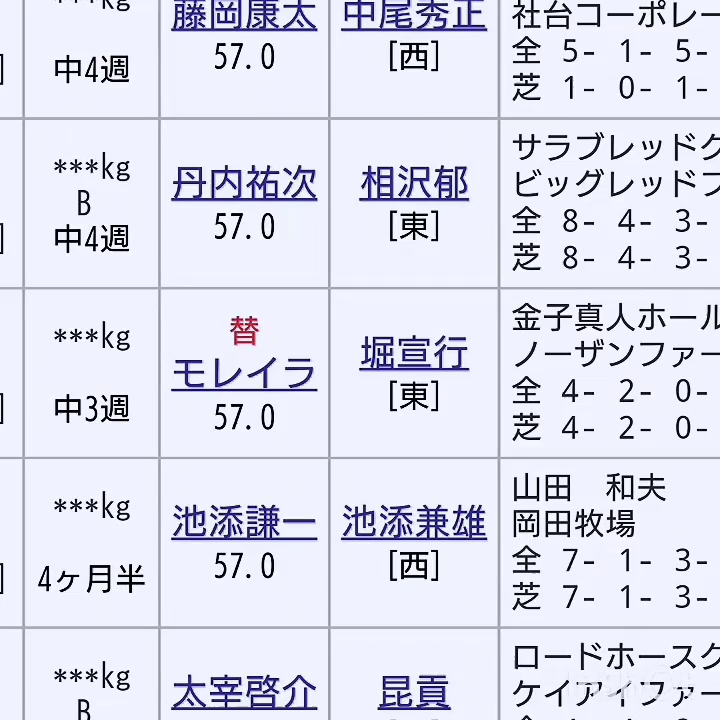 ***kg
中4週
藤岡康太
57.0
中尾秀正
[西]
社台コーポレー
全 5- 1- 5-
芝 1- 0- 1-
***kg
B
中4週
丹内祐次
57.0
相沢郁
[東]
サラブレッドク
ビッグレッドフ
全 8- 4- 3-
芝 8- 4- 3-
***kg
中3週
替
モレイラ
57.0
堀宣行
[東]
金子真人ホール
ノーザンファー
全 4- 2- 0-
芝 4- 2- 0-
***kg
4ヶ月半
池添謙一
57.0
池添兼雄
[西]
山田 和夫
岡田牧場
全 7- 1- 3-
芝 7- 1- 3-
***kg
B
太宰啓介
昆貢
ロードホースク
ケイアイファー